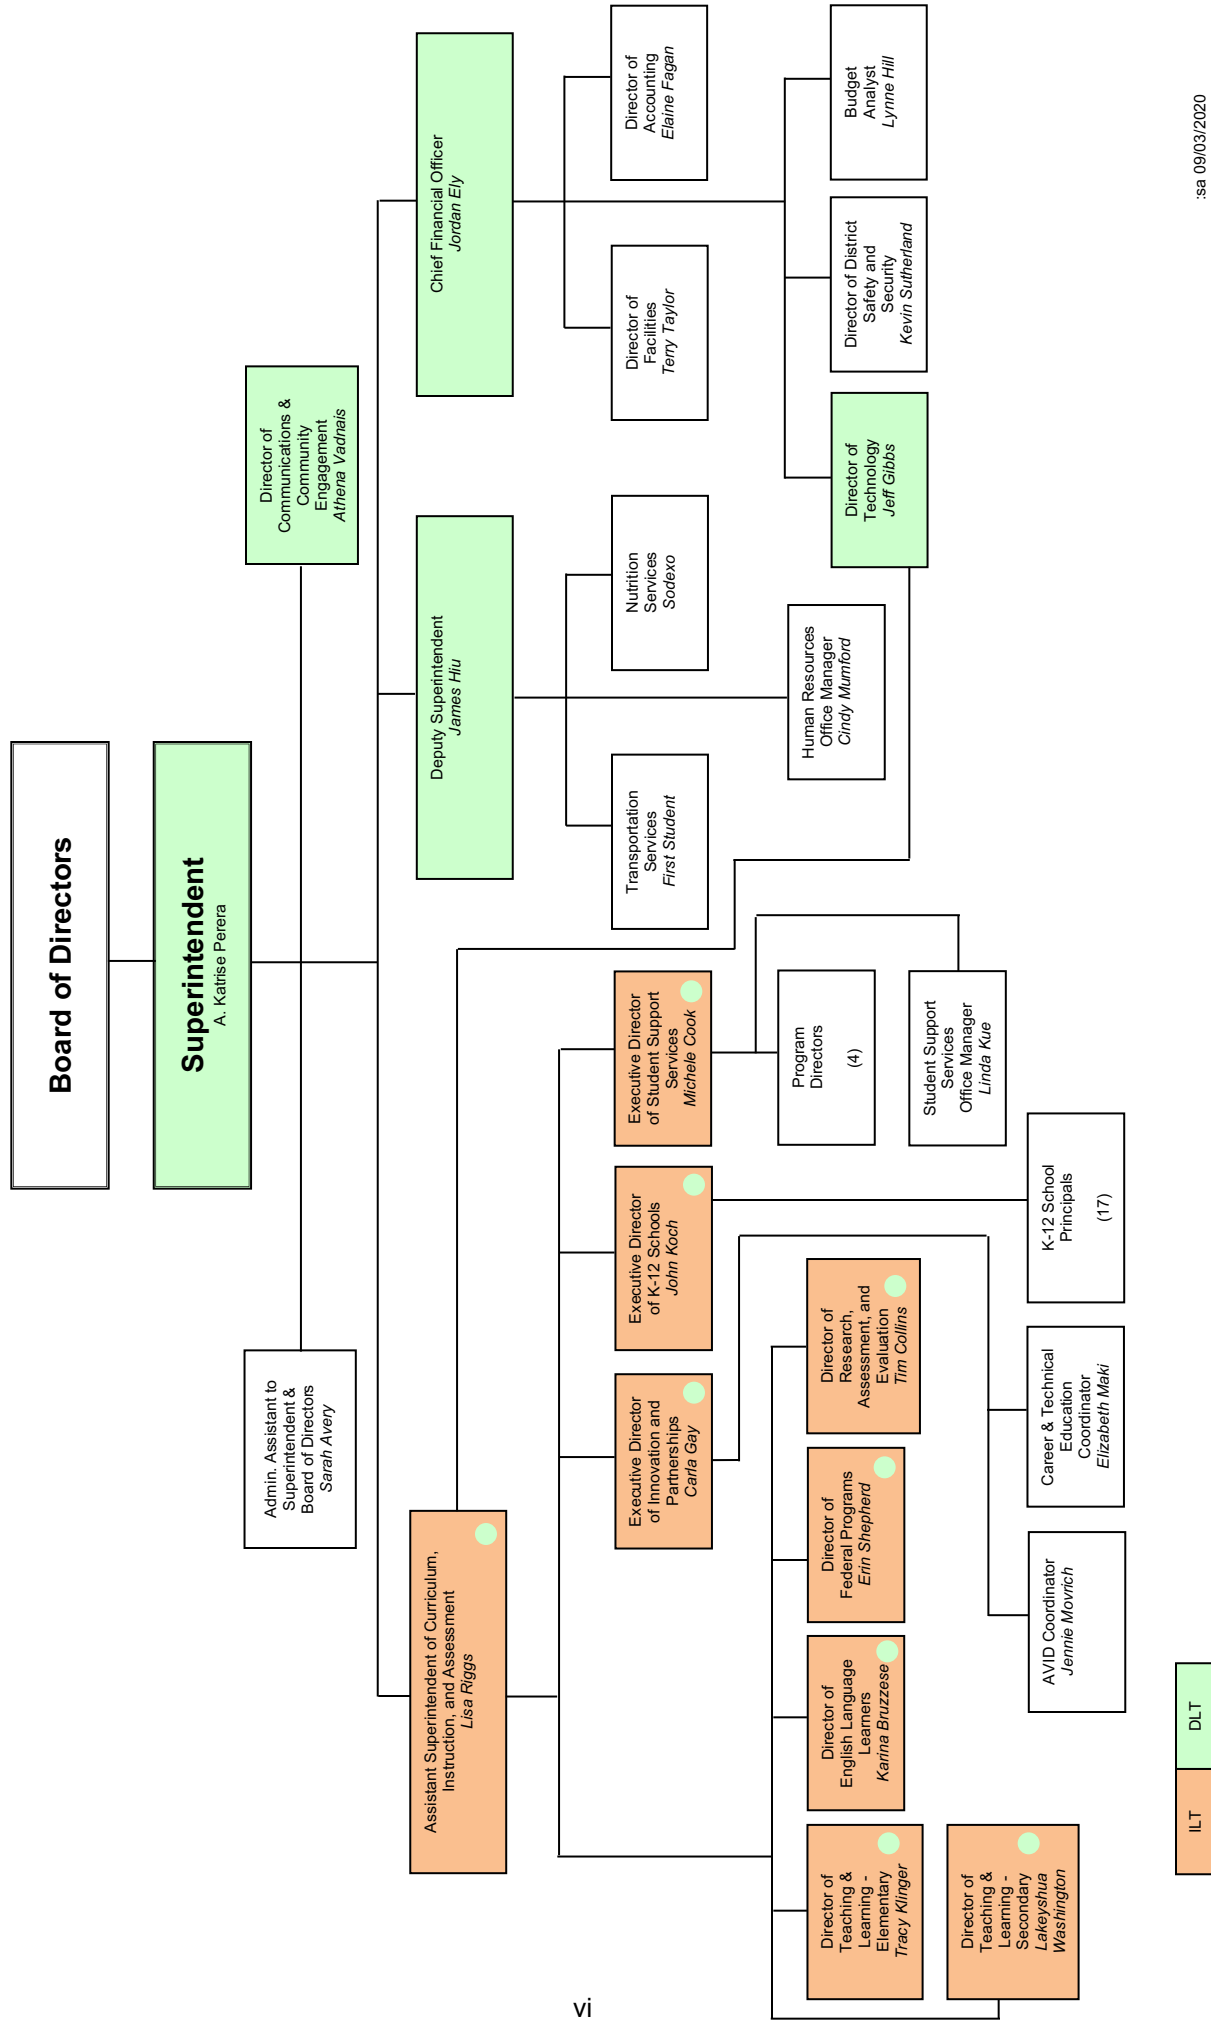 Board of Directors
Superintendent
A. Katrise Perera
Admin. Assistant to
Superintendent &
Board of Directors
Sarah Avery
Director of
Communications &
Community
Engagement
Athena Vadnais
Assistant Superintendent of Curriculum,
Instruction, and Assessment
Lisa Riggs
Deputy Superintendent
James Hiu
Chief Financial Officer
Jordan Ely
Executive Director
of Innovation and
Partnerships
Carla Gay
Executive Director
of K-12 Schools
John Koch
Executive Director
of Student Support
Services
Michele Cook
Transportation
Services
First Student
Nutrition
Services
Sodexo
Director of
Facilities
Terry Taylor
Director of
Accounting
Elaine Fagan
Director of
Teaching &
Learning -
Elementary
Tracy Klinger
Director of
English Language
Learners
Karina Bruzzese
Director of
Federal Programs
Erin Shepherd
Director of
Research,
Assessment, and
Evaluation
Tim Collins
Program
Directors
(4)
Human Resources
Office Manager
Cindy Mumford
Director of
Technology
Jeff Gibbs
Director of District
Safety and
Security
Kevin Sutherland
Budget
Analyst
Lynne Hill
Director of
Teaching &
Learning -
Secondary
Lakeyshua
Washington
Student Support
Services
Office Manager
Linda Kue
AVID Coordinator
Jennie Movrich
Career & Technical
Education
Coordinator
Elizabeth Maki
K-12 School
Principals
(17)
ILT
DLT
:sa 09/03/2020
vi